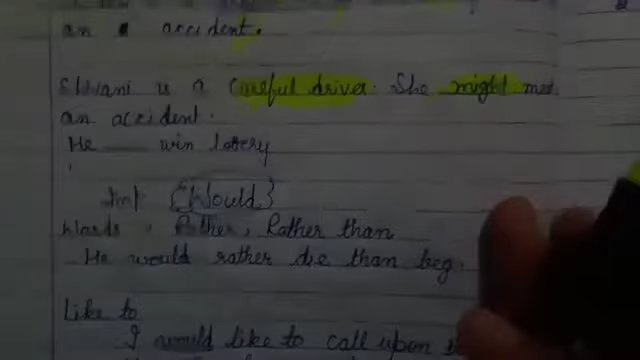 an a accident.
Shivani is a careful driver. She might meet
an accident.
He win lottery
{Would}
Words, Rather, Rather than
He would rather die than beg.
Like to
I would like to call upon